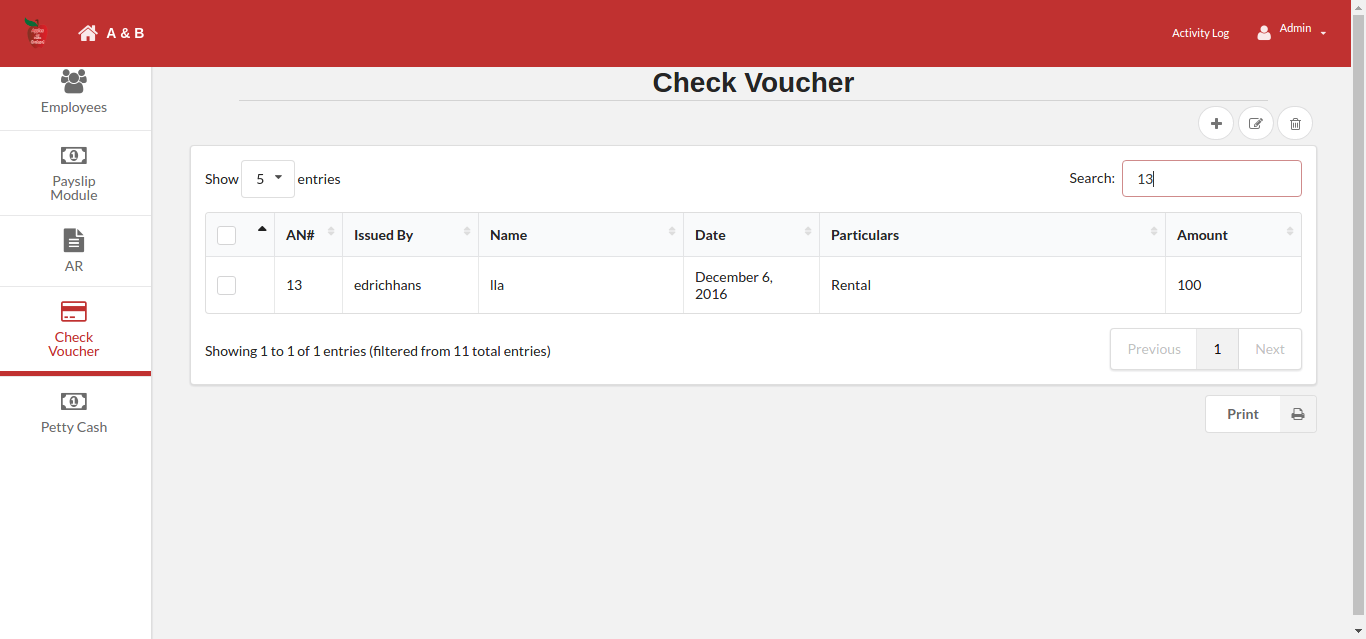 A & B
Activity Log
Admin
Employees
Payslip
Module
AR
Check
Voucher
Petty Cash
Check Voucher
Show 5 entries
Search: 13
AN# Issued By Name Date Particulars Amount
13 edrichhans lla December 6, Rental 100
2016
Showing 1 to 1 of 1 entries (filtered from 11 total entries)
Previous 1 Next
Print